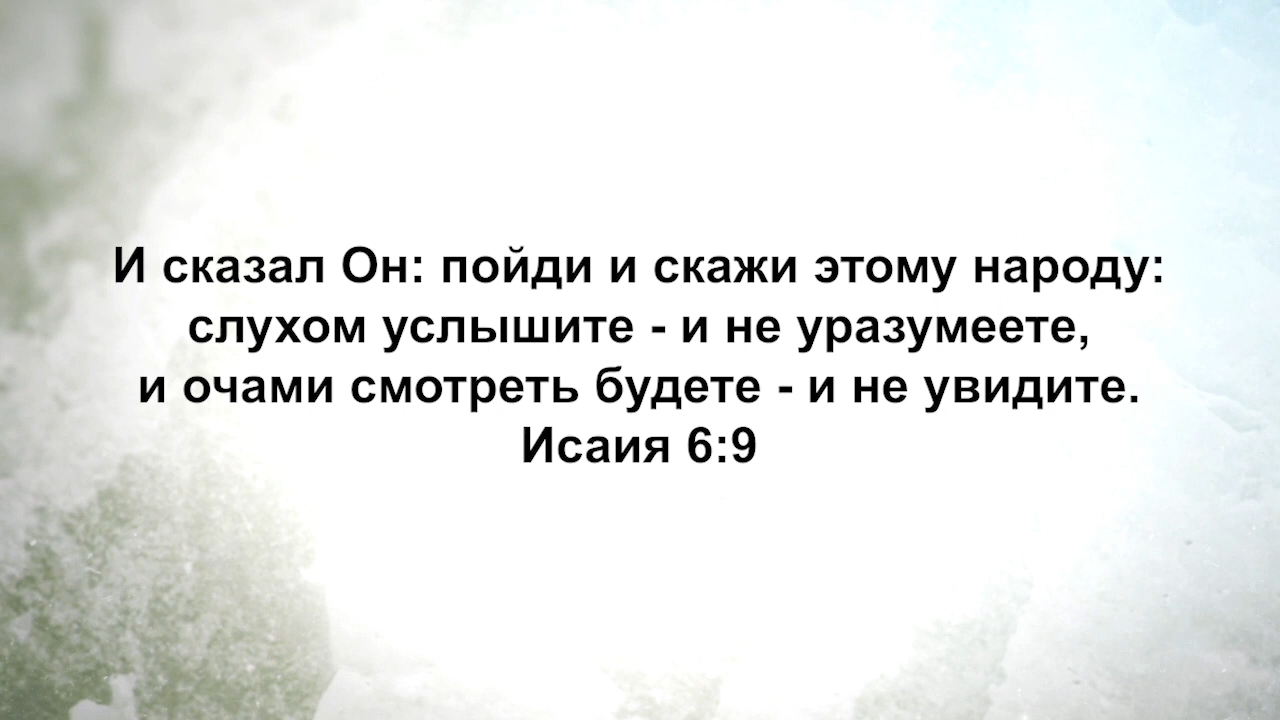 И сказал Он: пойди и скажи этому народу:
слухом услышите - и не уразумеете,
и очами смотреть будете - и не увидите.
Исаия 6:9